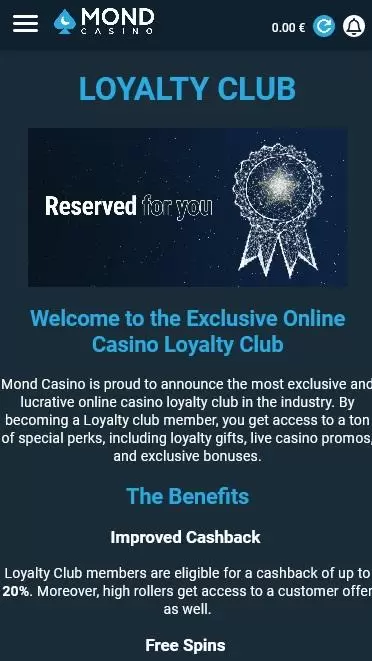 MOND
CASINO
0.00 €
LOYALTY CLUB
Reserved for you
Welcome to the Exclusive Online
Casino Loyalty Club
Mond Casino is proud to announce the most exclusive and
lucrative online casino loyalty club in the industry. By
becoming a Loyalty club member, you get access to a ton
of special perks, including loyalty gifts, live casino promos,
and exclusive bonuses.
The Benefits
Improved Cashback
Loyalty Club members are eligible for a cashback of up to
20%. Moreover, high rollers get access to a customer offer
as well.
Free Spins